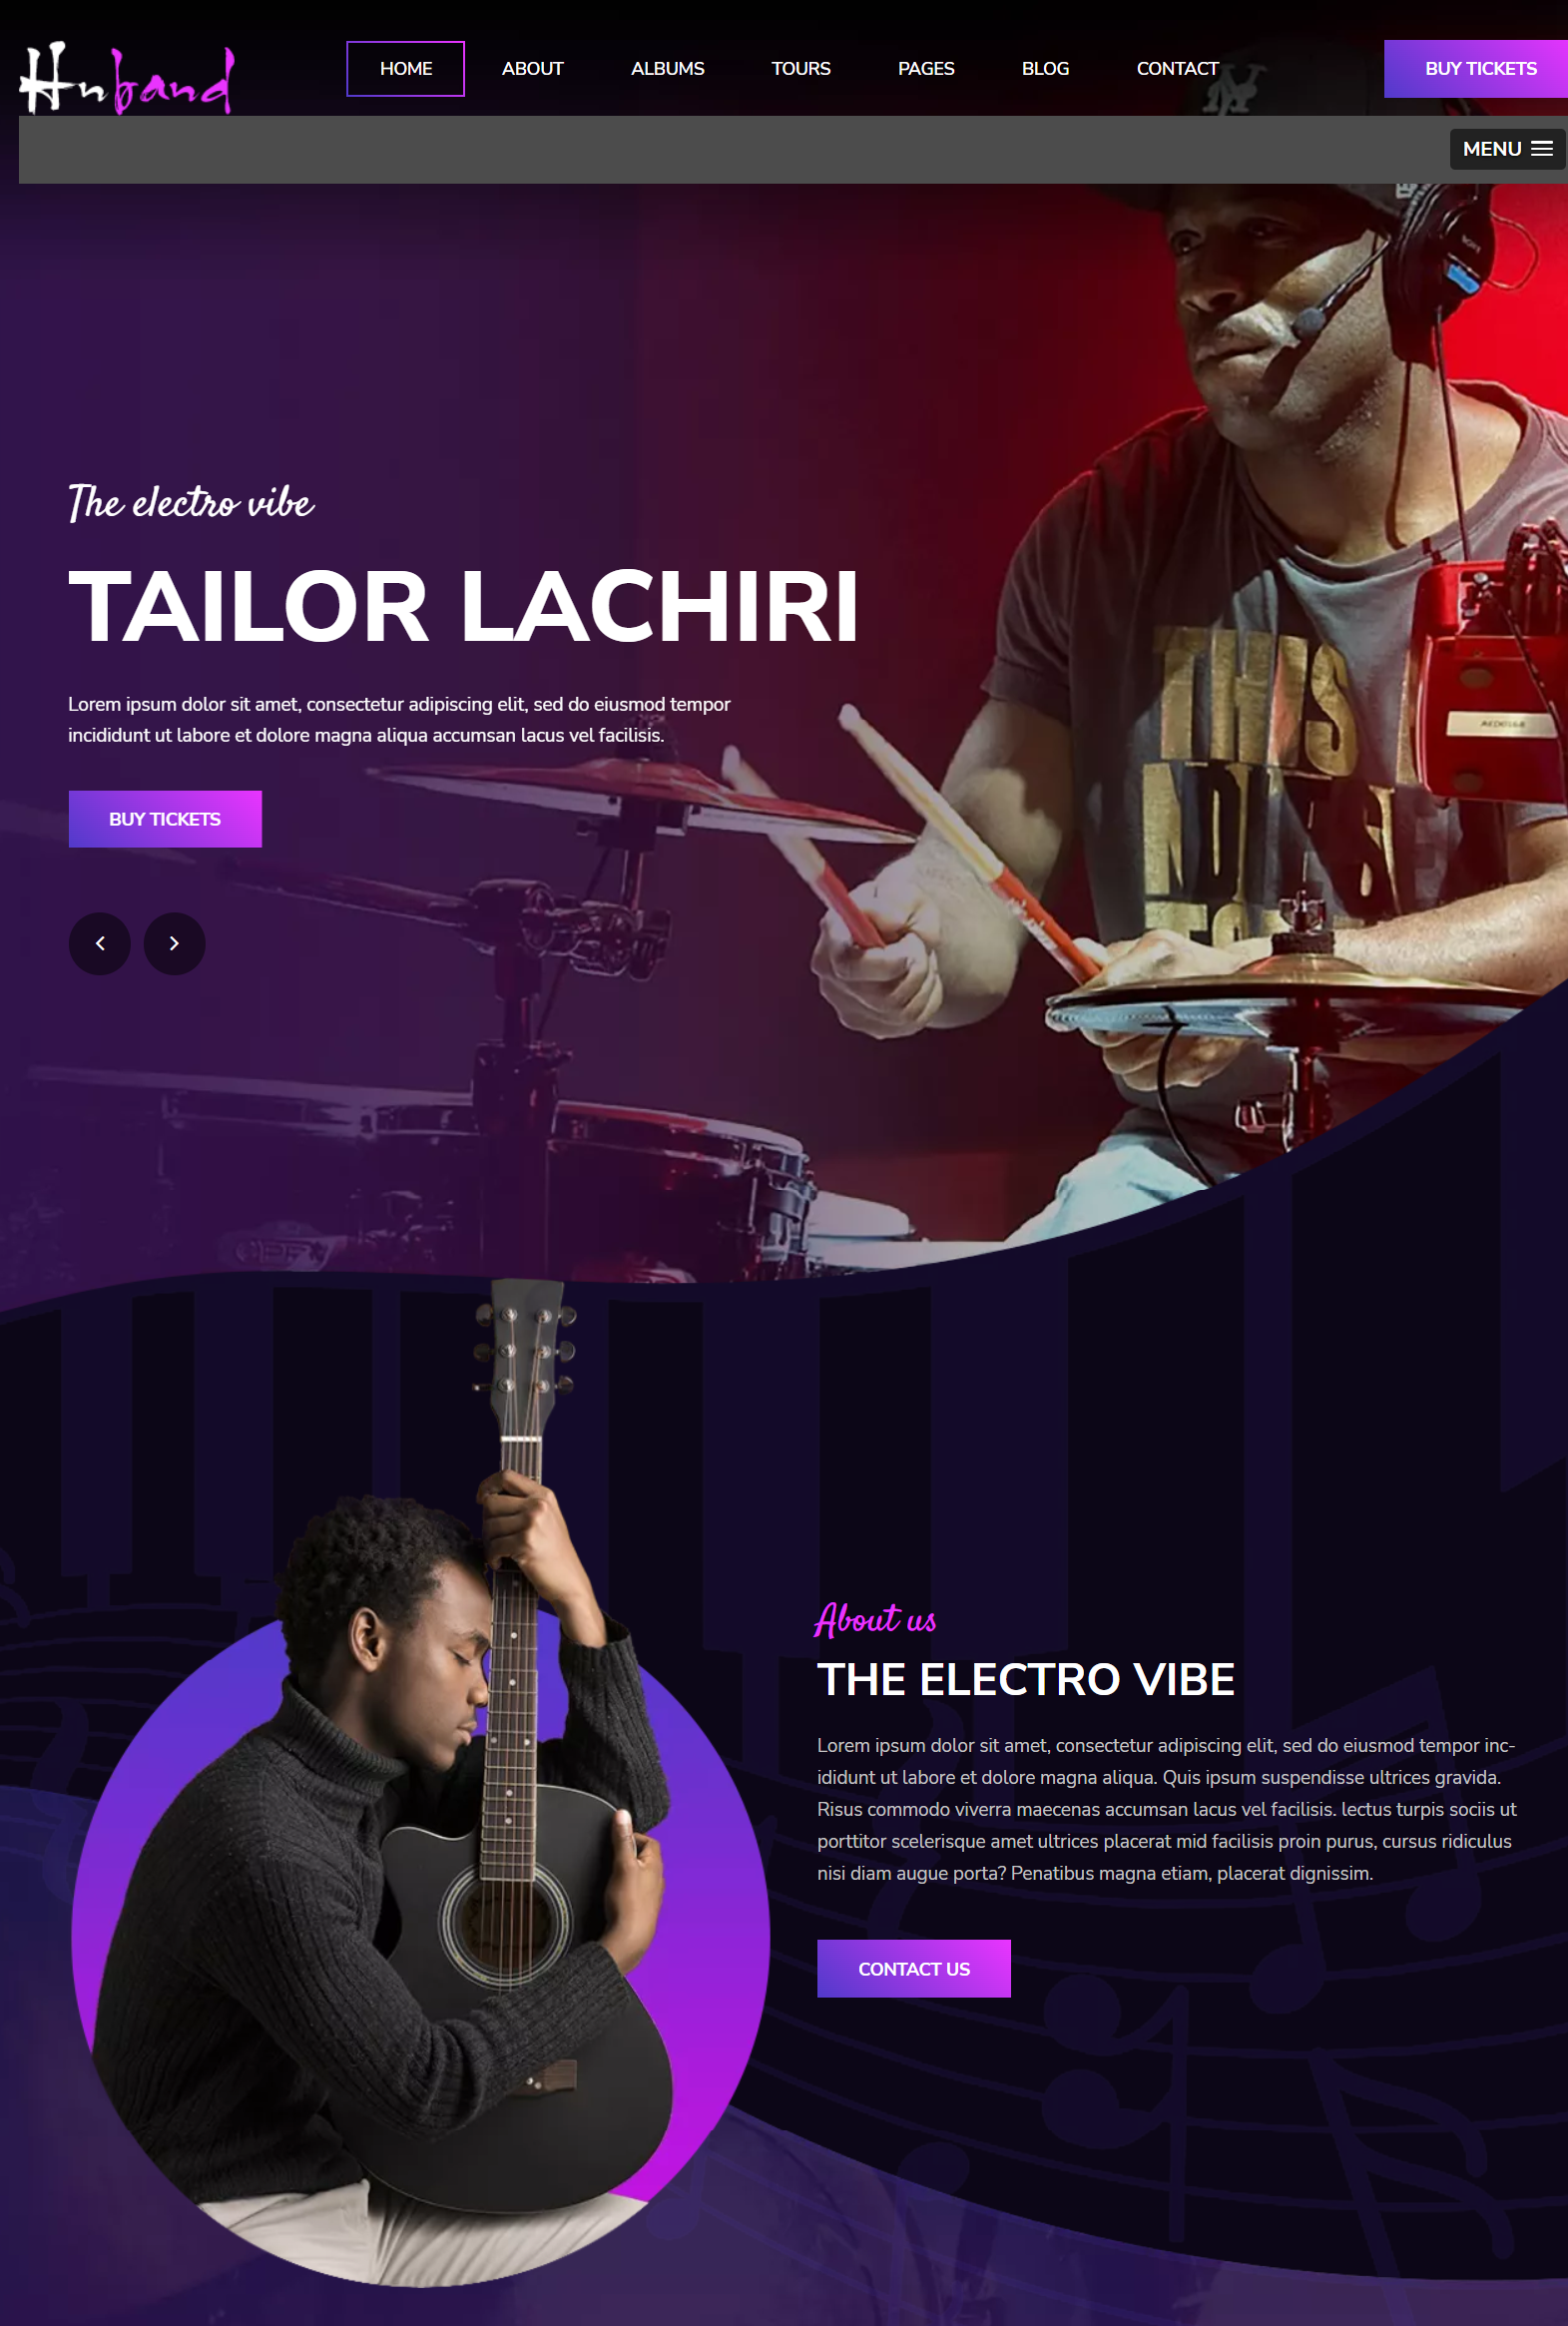 Hnband
HOME
ABOUT
ALBUMS
TOURS
PAGES
BLOG
CONTACT
BUY TICKETS
MENU
The electro vibe
TAILOR LACHIRI
Lorem ipsum dolor sit amet, consectetur adipiscing elit, sed do eiusmod tempor
incididunt ut labore et dolore magna aliqua accumsan lacus vel facilisis.
BUY TICKETS
THIS
About us
THE ELECTRO VIBE
Lorem ipsum dolor sit amet, consectetur adipiscing elit, sed do eiusmod tempor inc-
ididunt ut labore et dolore magna aliqua. Quis ipsum suspendisse ultrices gravida.
Risus commodo viverra maecenas accumsan lacus vel facilisis. lectus turpis sociis ut
porttitor scelerisque amet ultrices placerat mid facilisis proin purus, cursus ridiculus
nisi diam augue porta? Penatibus magna etiam, placerat dignissim.
CONTACT US